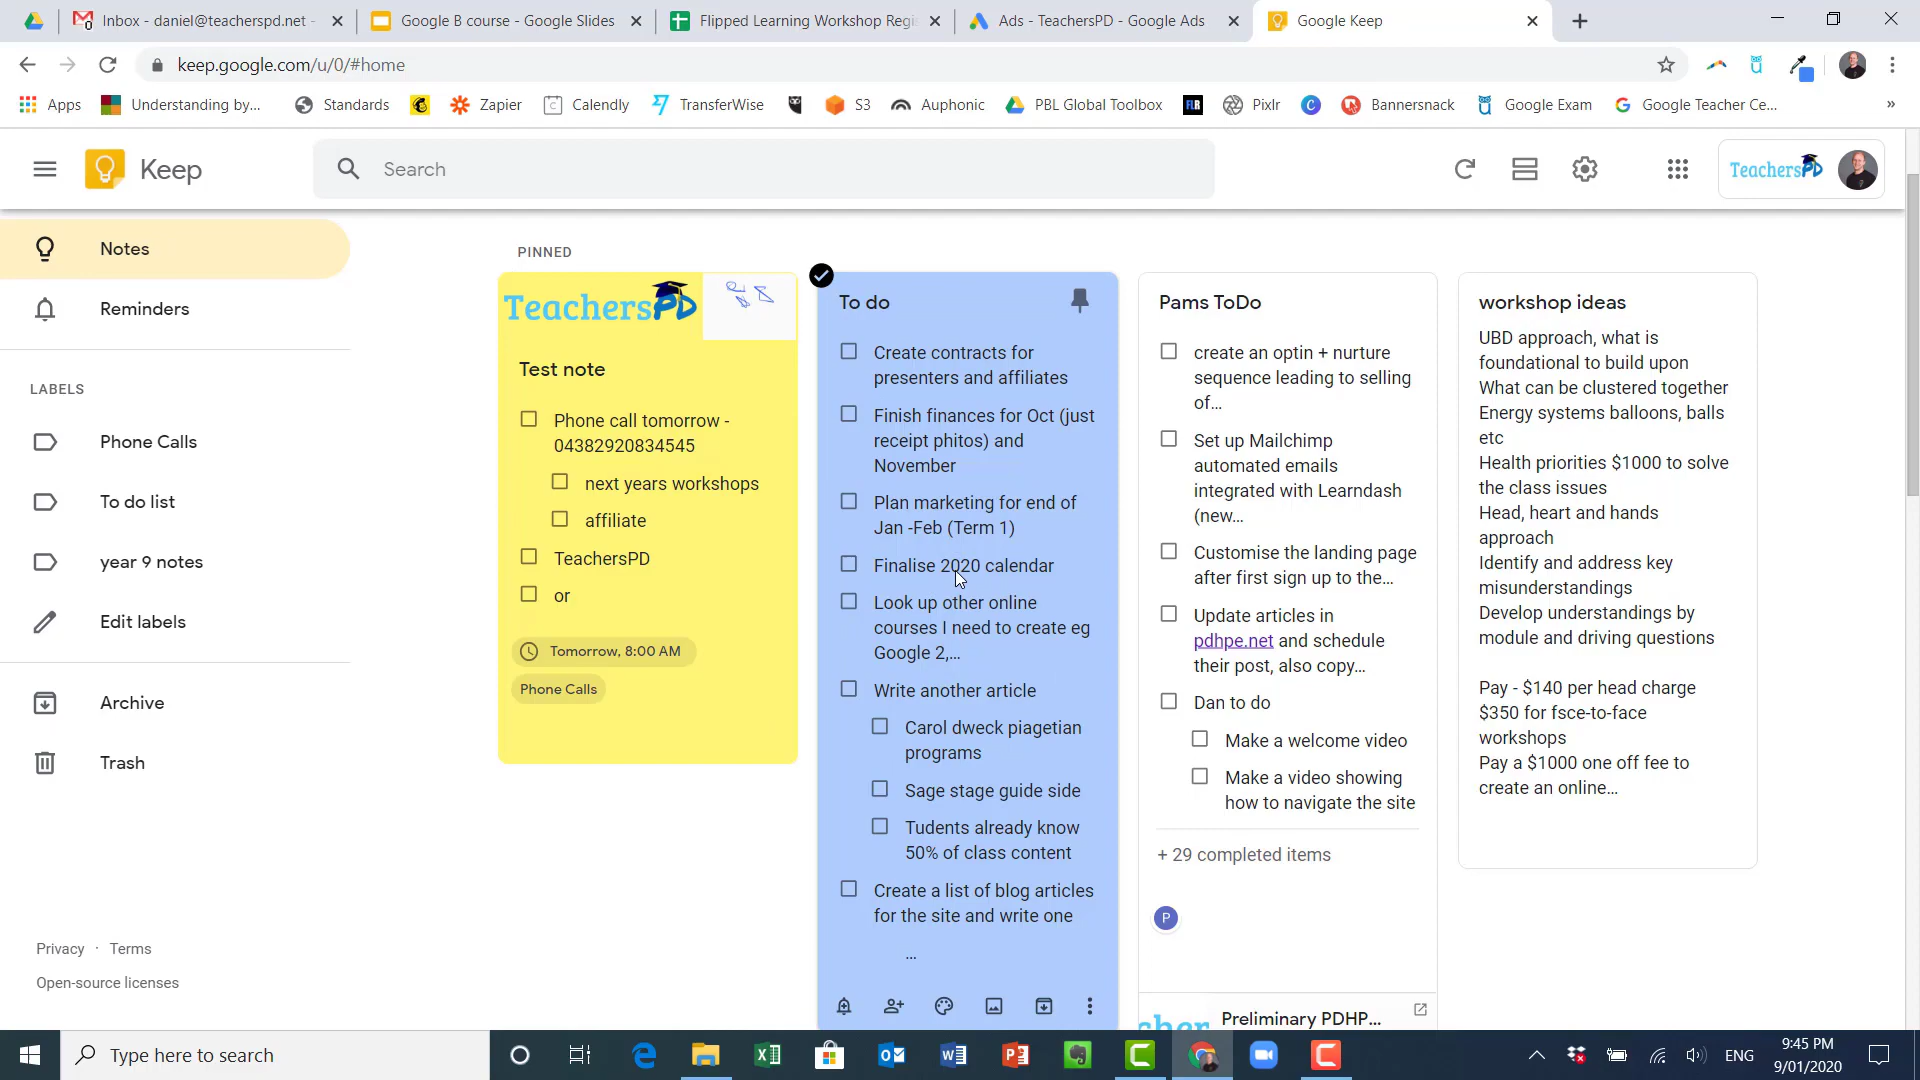 Inbox - daniel@teacherspd.net -
Google B course - Google Slides
Flipped Learning Workshop Regi
Ads - TeachersPD - Google Ads
Google Keep
keep.google.com/u/0/#home
Apps
Understanding by...
Standards
Zapier
Calendly
TransferWise
S3
Auphonic
PBL Global Toolbox
FLR
Pixlr
Bannersnack
Google Exam
Google Teacher Ce...
»
Keep
Search
TeachersPD
Notes
Reminders
LABELS
Phone Calls
To do list
year 9 notes
Edit labels
Archive
Trash
Privacy · Terms
Open-source licenses
PINNED
TeachersPD
Test note
Phone call tomorrow -
04382920834545
next years workshops
affiliate
TeachersPD
or
Tomorrow, 8:00 AM
Phone Calls
To do
Create contracts for
presenters and affiliates
Finish finances for Oct (just
receipt phitos) and
November
Plan marketing for end of
Jan -Feb (Term 1)
Finalise 2020 calendar
Look up other online
courses I need to create eg
Google 2,...
Write another article
Carol dweck piagetian
programs
Sage stage guide side
Tudents already know
50% of class content
Create a list of blog articles
for the site and write one
...
Pams ToDo
create an optin + nurture
sequence leading to selling
of...
Set up Mailchimp
automated emails
integrated with Learndash
(new...
Customise the landing page
after first sign up to the...
Update articles in
pdhpe.net and schedule
their post, also copy...
Dan to do
Make a welcome video
Make a video showing
how to navigate the site
+ 29 completed items
P
Preliminary PDHP...
workshop ideas
UBD approach, what is
foundational to build upon
What can be clustered together
Energy systems balloons, balls
etc
Health priorities $1000 to solve
the class issues
Head, heart and hands
approach
Identify and address key
misunderstandings
Develop understandings by
module and driving questions
Pay - $140 per head charge
$350 for fsce-to-face
workshops
Pay a $1000 one off fee to
create an online...
Type here to search
ENG
9:45 PM
9/01/2020